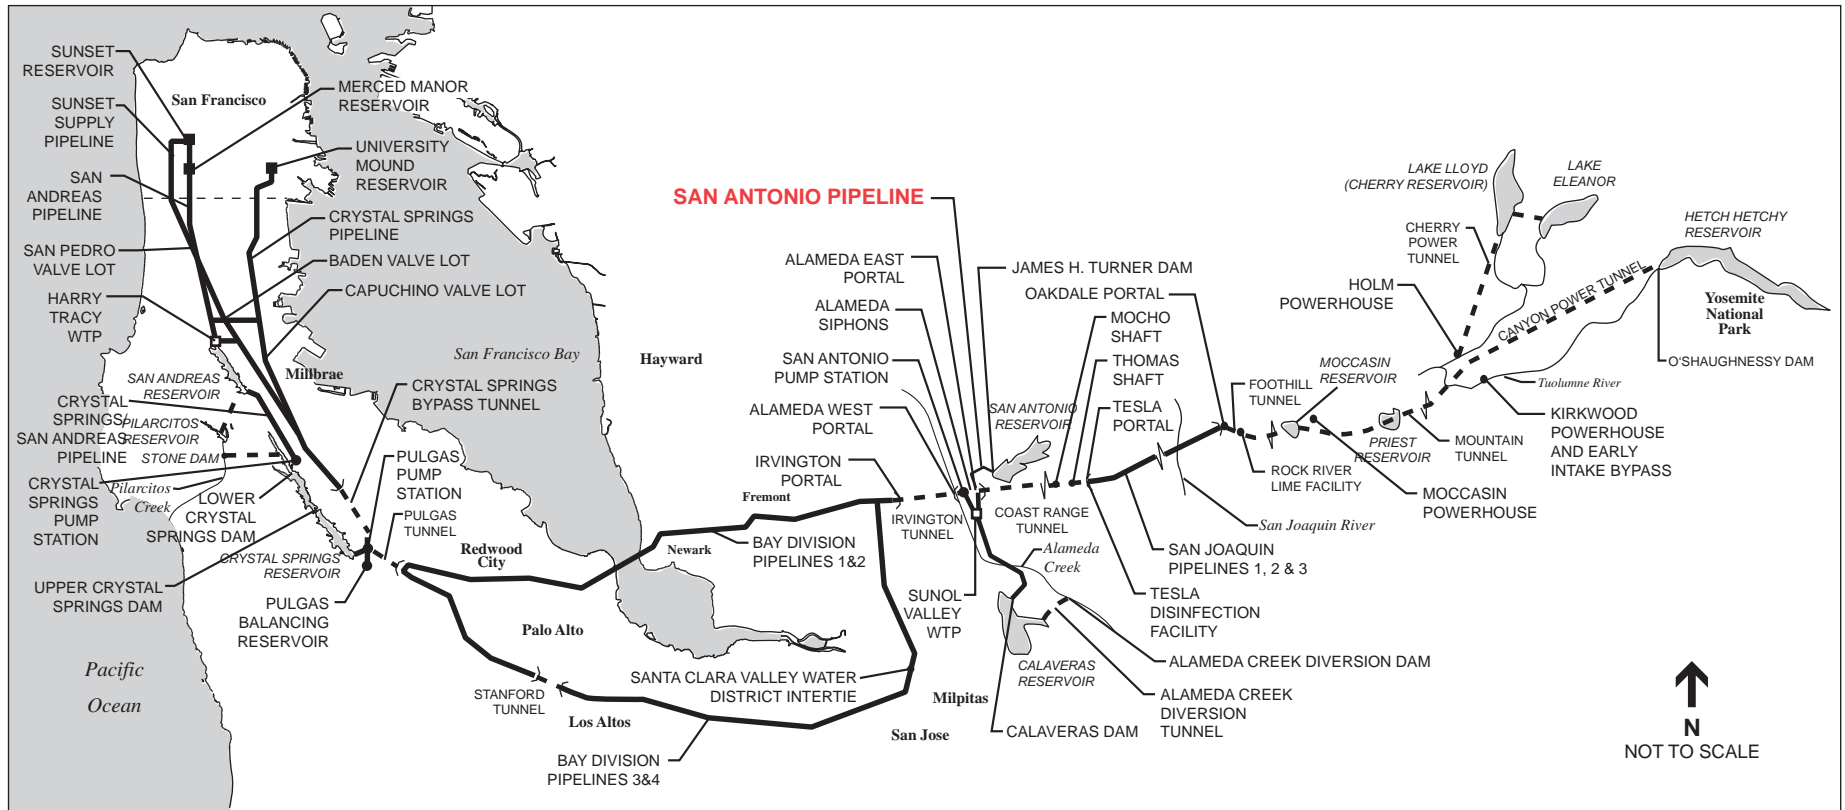 SUNSET
RESERVOIR
SUNSET
SUPPLY
PIPELINE
SAN
ANDREAS
PIPELINE
SAN PEDRO
VALVE LOT
HARRY
TRACY
WTP
San Francisco
MERCED MANOR
RESERVOIR
UNIVERSITY
MOUND
RESERVOIR
CRYSTAL SPRINGS
PIPELINE
BADEN VALVE LOT
CAPUCHINO VALVE LOT
San Francisco Bay
Millbrae
SAN ANDREAS
RESERVOIR
CRYSTAL
SPRINGS/
SAN ANDREAS
PIPELINE
PILARCITOS
RESERVOIR
STONE DAM
CRYSTAL
SPRINGS
PUMP
STATION
Pilarcitos
Creek
LOWER
CRYSTAL
SPRINGS DAM
CRYSTAL SPRINGS
RESERVOIR
UPPER CRYSTAL
SPRINGS DAM
Pacific
Ocean
CRYSTAL SPRINGS
BYPASS TUNNEL
PULGAS
PUMP
STATION
PULGAS
TUNNEL
PULGAS
BALANCING
RESERVOIR
Redwood
City
Palo Alto
STANFORD
TUNNEL
Los Altos
BAY DIVISION
PIPELINES 3&4
Hayward
SAN ANTONIO PIPELINE
ALAMEDA EAST
PORTAL
ALAMEDA
SIPHONS
SAN ANTONIO
PUMP STATION
ALAMEDA WEST
PORTAL
IRVINGTON
PORTAL
Fremont
Newark
BAY DIVISION
PIPELINES 1&2
IRVINGTON
TUNNEL
SUNOL
VALLEY
WTP
SANTA CLARA VALLEY WATER
DISTRICT INTERTIE
Milpitas
San Jose
JAMES H. TURNER DAM
OAKDALE PORTAL
MOCHO
SHAFT
THOMAS
SHAFT
TESLA
PORTAL
SAN ANTONIO
RESERVOIR
COAST RANGE
TUNNEL
Alameda
Creek
CALAVERAS
RESERVOIR
CALAVERAS DAM
SAN JOAQUIN
PIPELINES 1, 2 & 3
TESLA
DISINFECTION
FACILITY
ALAMEDA CREEK DIVERSION DAM
ALAMEDA CREEK
DIVERSION
TUNNEL
San Joaquin River
FOOTHILL
TUNNEL
ROCK RIVER
LIME FACILITY
MOCCASIN
RESERVOIR
MOCCASIN
POWERHOUSE
PRIEST
RESERVOIR
MOUNTAIN
TUNNEL
LAKE LLOYD
(CHERRY RESERVOIR)
LAKE
ELEANOR
CHERRY
POWER
TUNNEL
HOLM
POWERHOUSE
CANYON POWER TUNNEL
HETCH HETCHY
RESERVOIR
Yosemite
National
Park
O'SHAUGHNESSY DAM
Tuolumne River
KIRKWOOD
POWERHOUSE
AND EARLY
INTAKE BYPASS
N
NOT TO SCALE